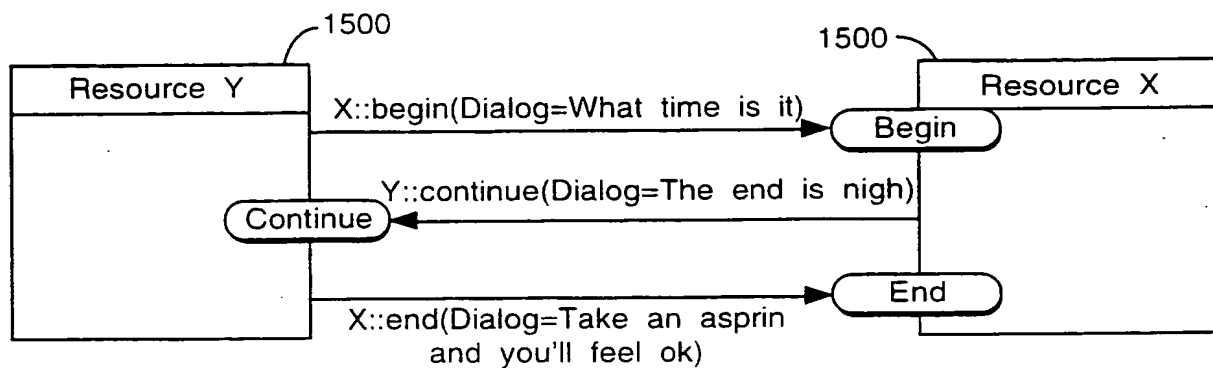 1500
1500
Resource Y
Resource X
X::begin(Dialog=What time is it)
Begin
Y::continue(Dialog=The end is nigh)
Continue
End
X::end(Dialog=Take an asprin
and you'll feel ok)